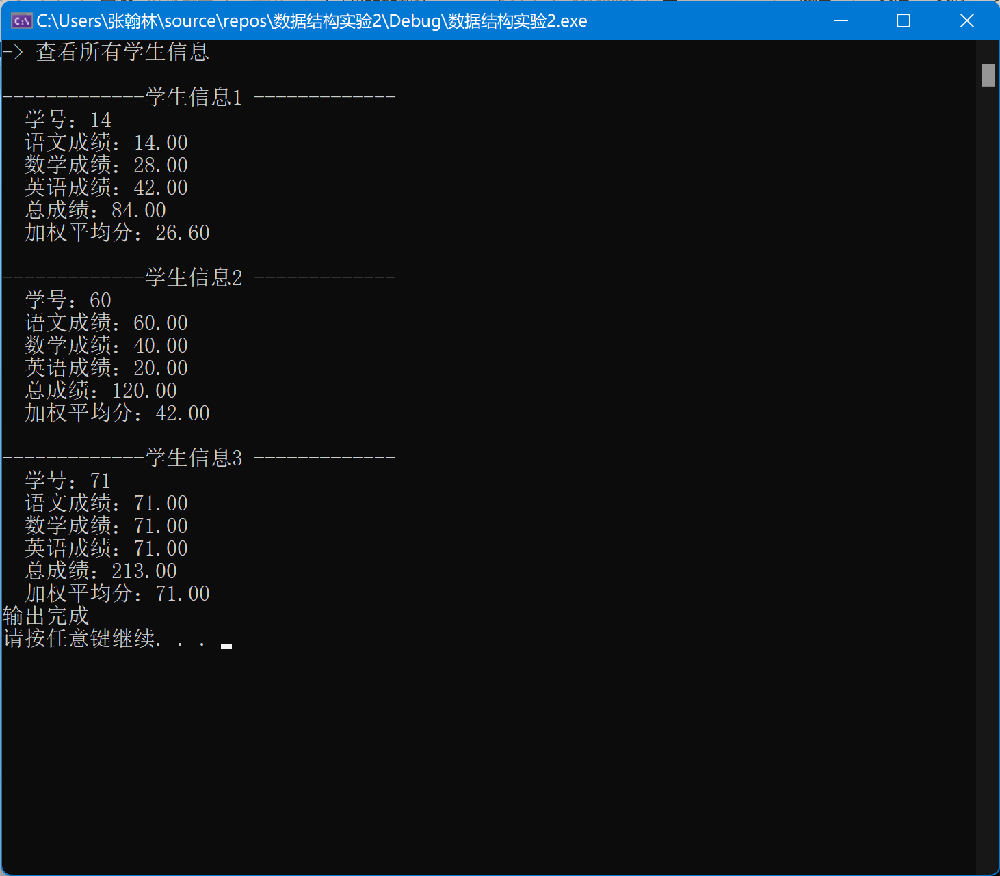 C:\Users\张翰林\source\repos\数据结构实验2\Debug\数据结构实验2.exe
-> 查看所有学生信息
-------------学生信息1 -------------
学号：14
语文成绩：14.00
数学成绩：28.00
英语成绩：42.00
总成绩：84.00
加权平均分：26.60
-------------学生信息2 -------------
学号：60
语文成绩：60.00
数学成绩：40.00
英语成绩：20.00
总成绩：120.00
加权平均分：42.00
-------------学生信息3 -------------
学号：71
语文成绩：71.00
数学成绩：71.00
英语成绩：71.00
总成绩：213.00
加权平均分：71.00
输出完成
请按任意键继续. . .